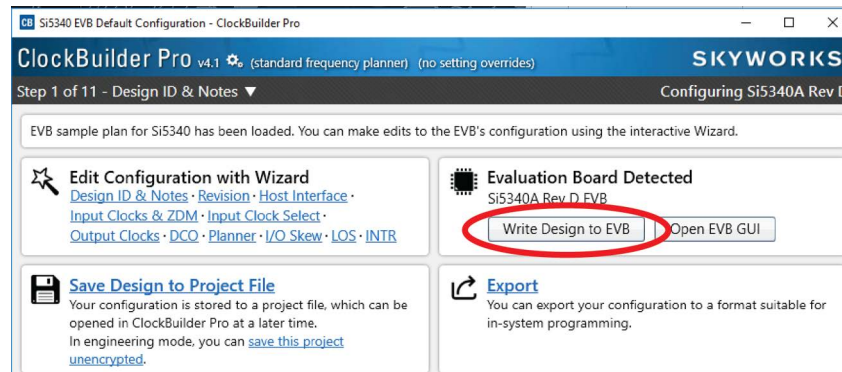 CB Si5340 EVB Default Configuration - ClockBuilder Pro
ClockBuilder Pro v4.1 (standard frequency planner) (no setting overrides) SKYWORKS
Step 1 of 11 - Design ID & Notes ▼ Configuring Si5340A Rev D
EVB sample plan for Si5340 has been loaded. You can make edits to the EVB's configuration using the interactive Wizard.
Edit Configuration with Wizard
Design ID & Notes · Revision · Host Interface ·
Input Clocks & ZDM · Input Clock Select ·
Output Clocks · DCO · Planner · I/O Skew · LOS · INTR
Evaluation Board Detected
Si5340A Rev D EVB
Write Design to EVB Open EVB GUI
Save Design to Project File
Your configuration is stored to a project file, which can be
opened in ClockBuilder Pro at a later time.
In engineering mode, you can save this project
unencrypted.
Export
You can export your configuration to a format suitable for
in-system programming.